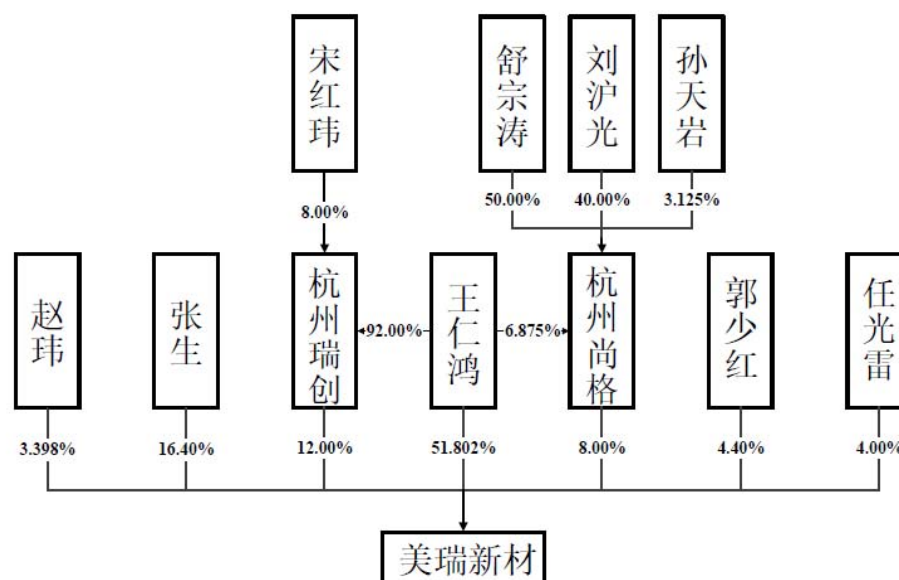 宋红玮
舒宗涛
刘沪光
孙天岩
8.00%
50.00%
40.00%
3.125%
赵玮
张生
杭州瑞创
92.00%
王仁鸿
6.875%
杭州尚格
郭少红
任光雷
3.398%
16.40%
12.00%
51.802%
8.00%
4.40%
4.00%
美瑞新材